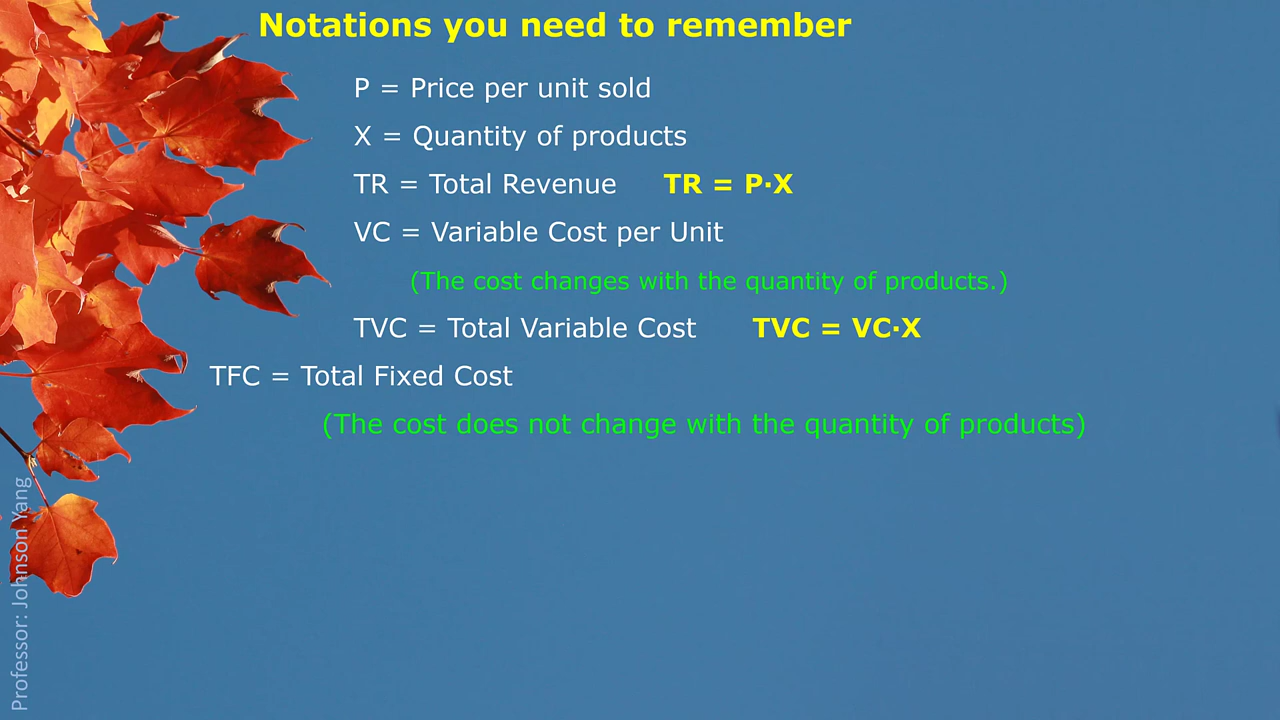 Notations you need to remember
P = Price per unit sold
X = Quantity of products
TR = Total Revenue TR = P·X
VC = Variable Cost per Unit
(The cost changes with the quantity of products.)
TVC = Total Variable Cost TVC = VC·X
TFC = Total Fixed Cost
(The cost does not change with the quantity of products)
Professor: Johnson Yang